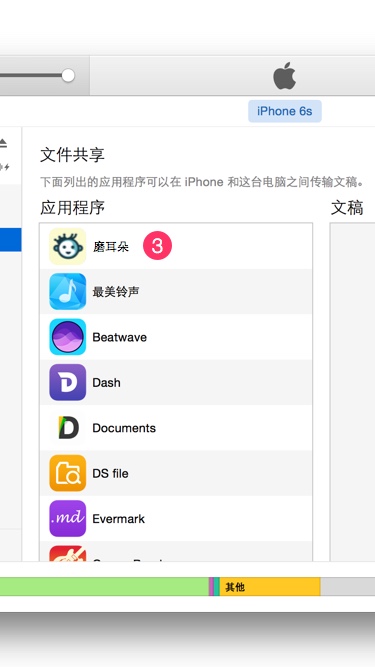 iPhone 6s
文件共享
下面列出的应用程序可以在 iPhone 和这台电脑之间传输文稿。
应用程序
文稿
磨耳朵
3
最美铃声
Beatwave
D
Dash
D
Documents
DS file
.md
Evermark
其他